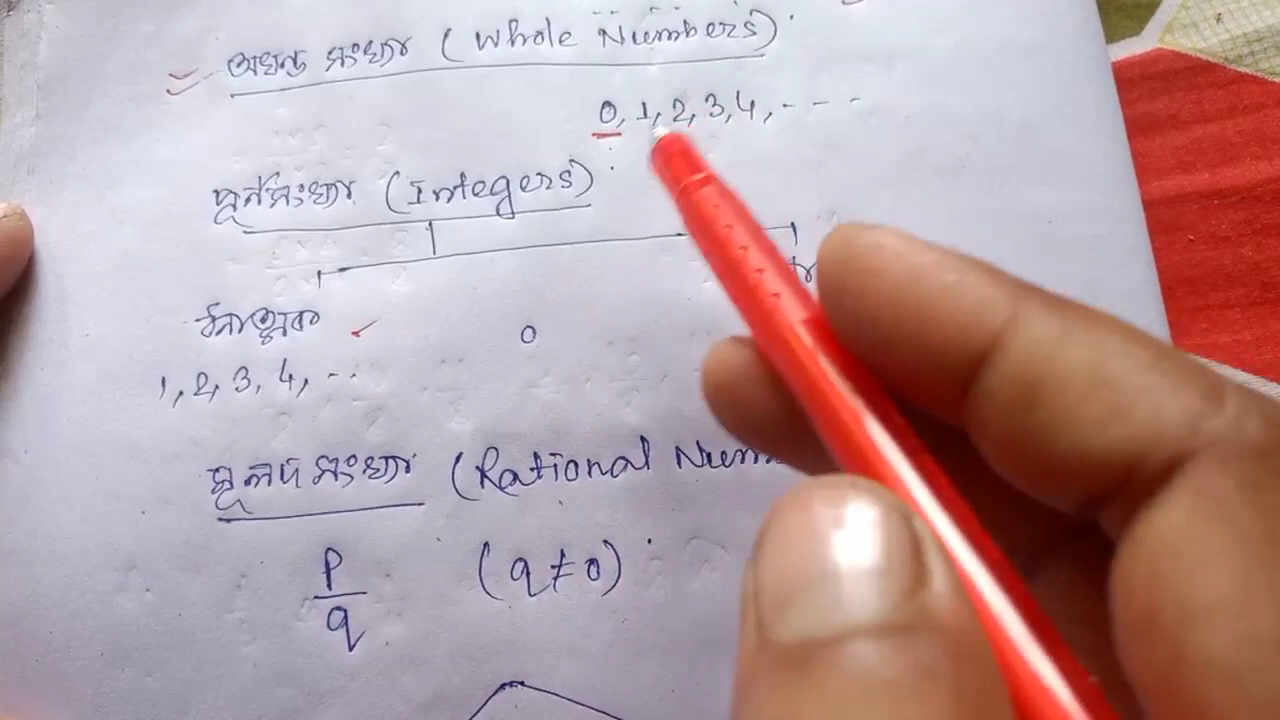 অখন্ড সংখ্যা ( Whole Numbers )
0, 1, 2, 3, 4, - - -
পূর্ণসংখ্যা ( Integers )
ধনাত্মক
0
1, 2, 3, 4, - -
মূলদ সংখ্যা ( Rational
p/q ( q ≠ 0 )